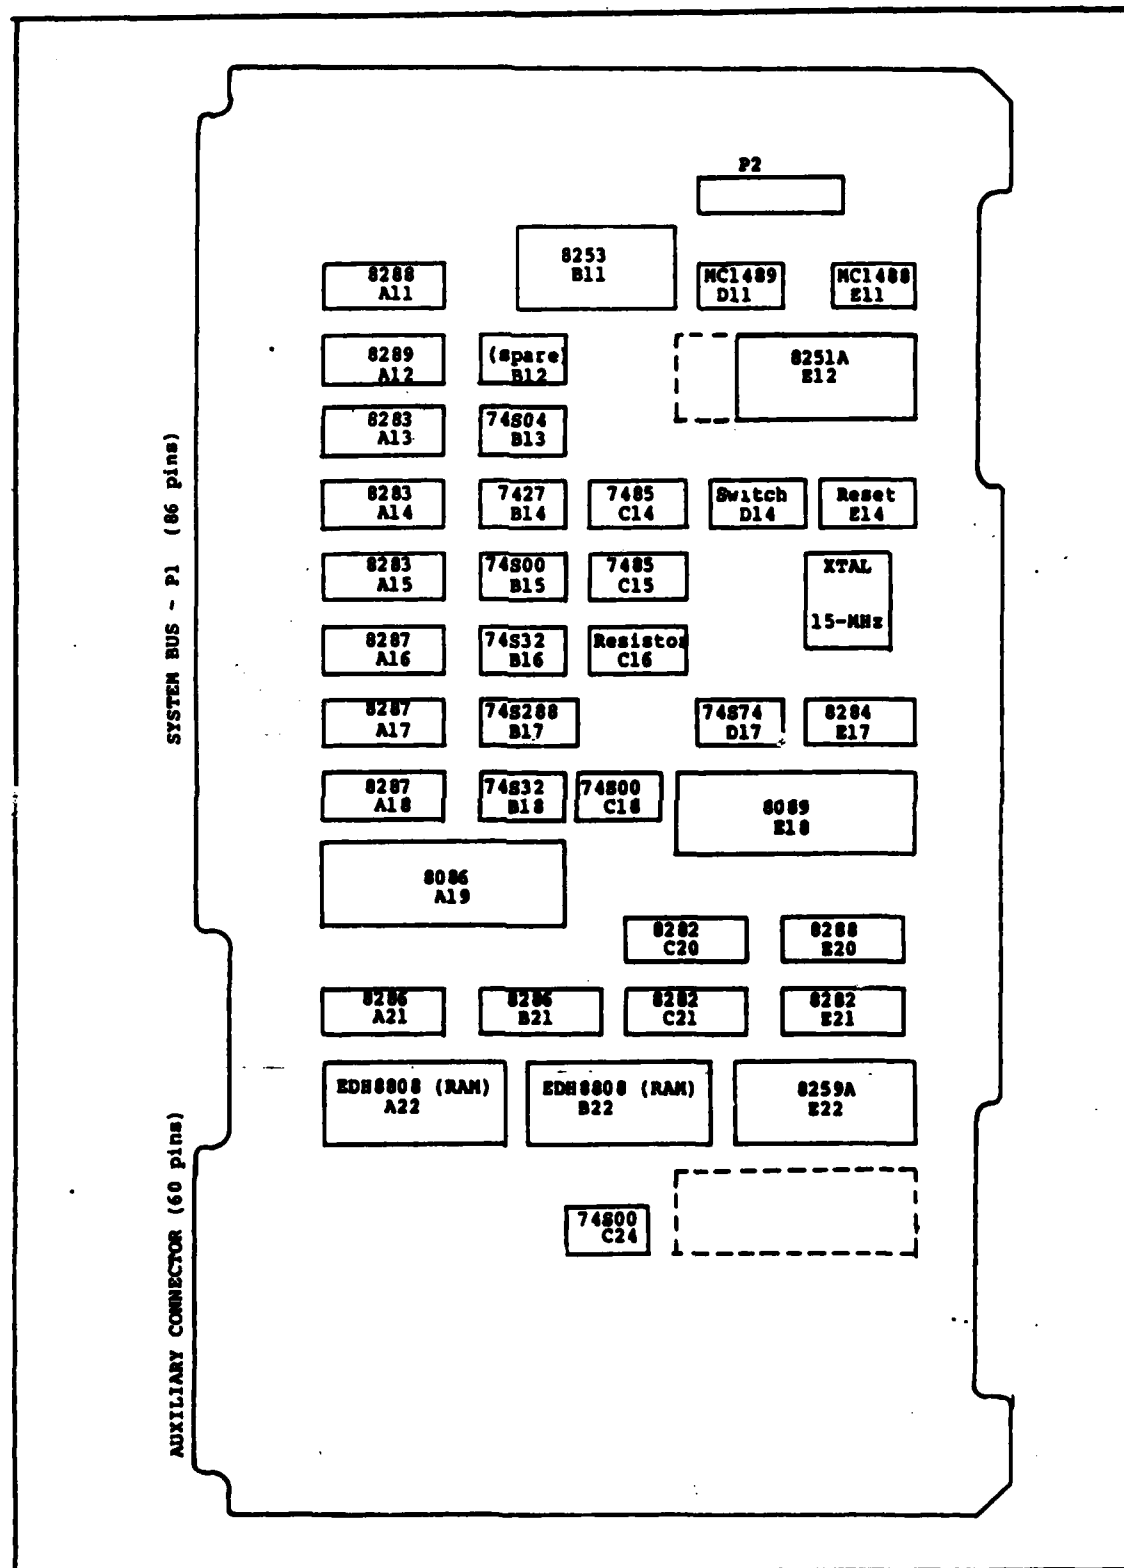 P2
8253
B11
8288
A11
MC1489
D11
MC1488
E11
8289
A12
(spare)
B12
8251A
E12
8283
A13
74S04
B13
8283
A14
7427
B14
7485
C14
Switch
D14
Reset
E14
8283
A15
74S00
B15
7485
C15
XTAL
15-MHz
8287
A16
74S32
B16
Resistor
C16
8287
A17
74S288
B17
74S74
D17
8284
E17
8287
A18
74S32
B18
74S00
C18
8089
E18
8086
A19
8282
C20
8288
E20
8286
A21
8286
B21
8282
C21
8282
E21
EDH8808 (RAM)
A22
EDH8808 (RAM)
B22
8259A
E22
74S00
C24
SYSTEM BUS - P1 (86 pins)
AUXILIARY CONNECTOR (60 pins)